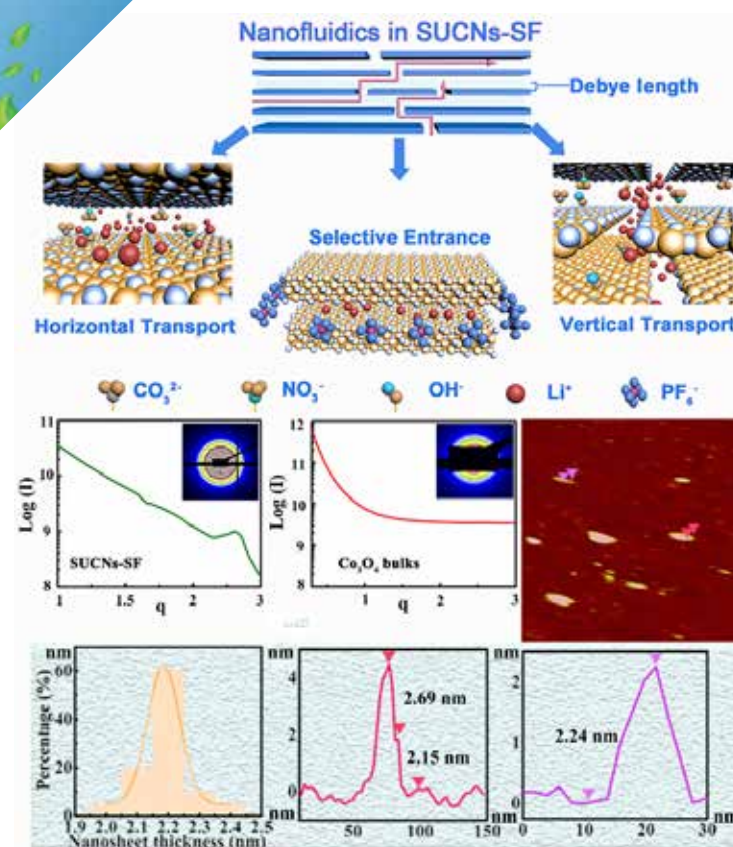 Nanofluidics in SUCNs-SF
Debye length
Selective Entrance
Horizontal Transport
Vertical Transport
CO₃²⁻
NO₃⁻
OH⁻
Li⁺
PF₆⁻
11
10
9
8
Log (I)
SUCNs-SF
1
1.5
2
3
q
12
11
10
9
8
Log (I)
Co₃O₄ bulks
1
2
3
q
nm
60
40
20
0
Percentage (%)
1.9 2.0 2.1 2.2 2.3 2.4 2.5
Nanosheet thickness (nm)
nm
4
2
0
2.69 nm
2.15 nm
nm
50
100
150
nm
2
1
0
2.24 nm
nm
0
10
20
30